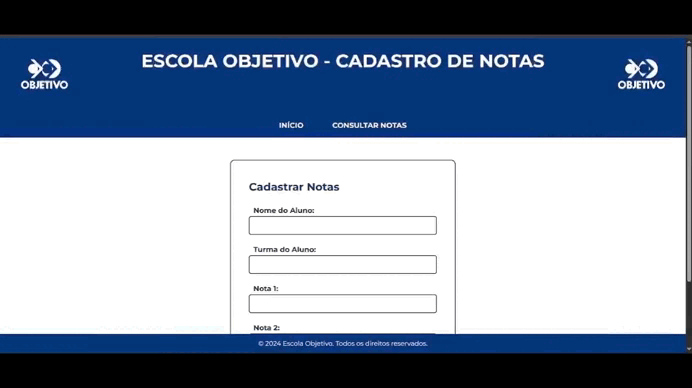 ESCOLA OBJETIVO - CADASTRO DE NOTAS
OBJETIVO
OBJETIVO
INÍCIO
CONSULTAR NOTAS
Cadastrar Notas
Nome do Aluno:
Turma do Aluno:
Nota 1:
Nota 2:
© 2024 Escola Objetivo. Todos os direitos reservados.